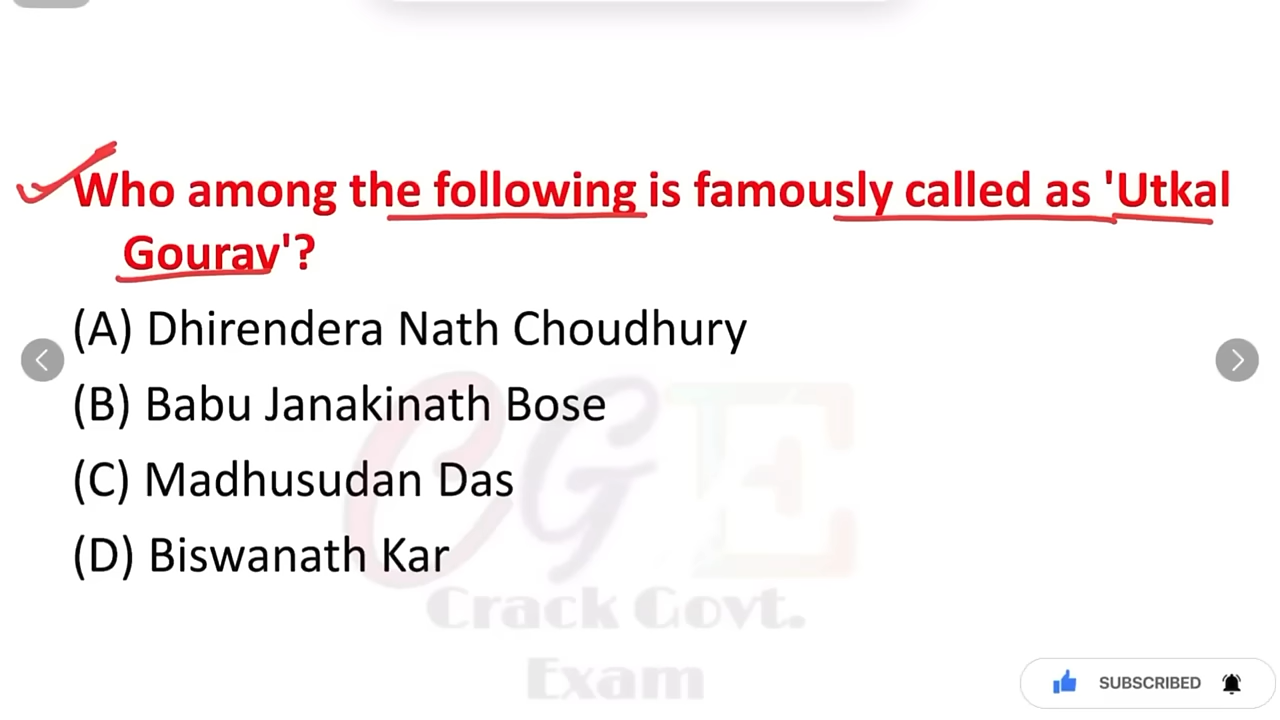 Who among the following is famously called as 'Utkal
Gourav'?
(A) Dhirendera Nath Choudhury
(B) Babu Janakinath Bose
(C) Madhusudan Das
(D) Biswanath Kar
CGE
Crack Govt.
Exam
SUBSCRIBED